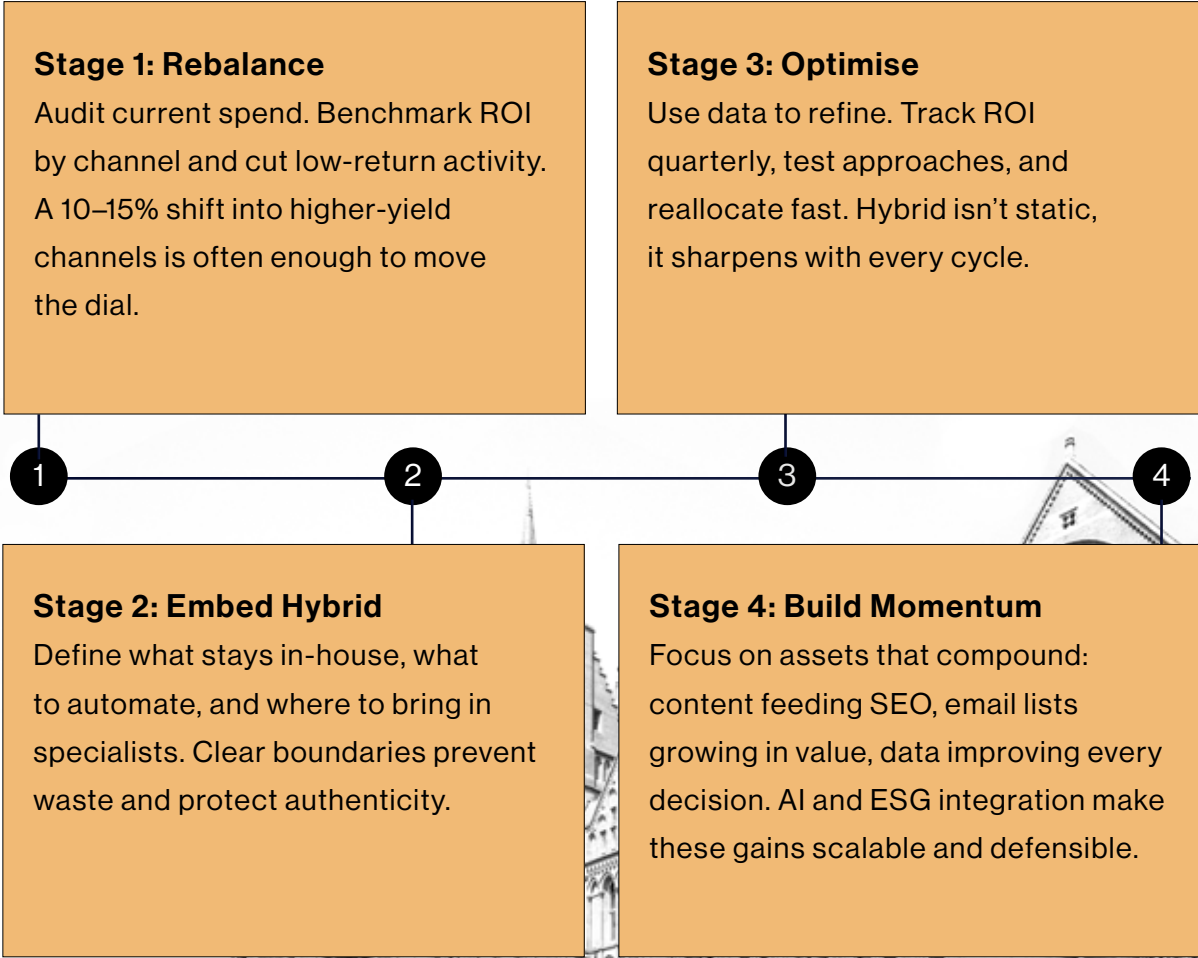 Stage 1: Rebalance
Audit current spend. Benchmark ROI
by channel and cut low-return activity.
A 10–15% shift into higher-yield
channels is often enough to move
the dial.
Stage 3: Optimise
Use data to refine. Track ROI
quarterly, test approaches, and
reallocate fast. Hybrid isn’t static,
it sharpens with every cycle.
1
2
3
4
Stage 2: Embed Hybrid
Define what stays in-house, what
to automate, and where to bring in
specialists. Clear boundaries prevent
waste and protect authenticity.
Stage 4: Build Momentum
Focus on assets that compound:
content feeding SEO, email lists
growing in value, data improving every
decision. AI and ESG integration make
these gains scalable and defensible.